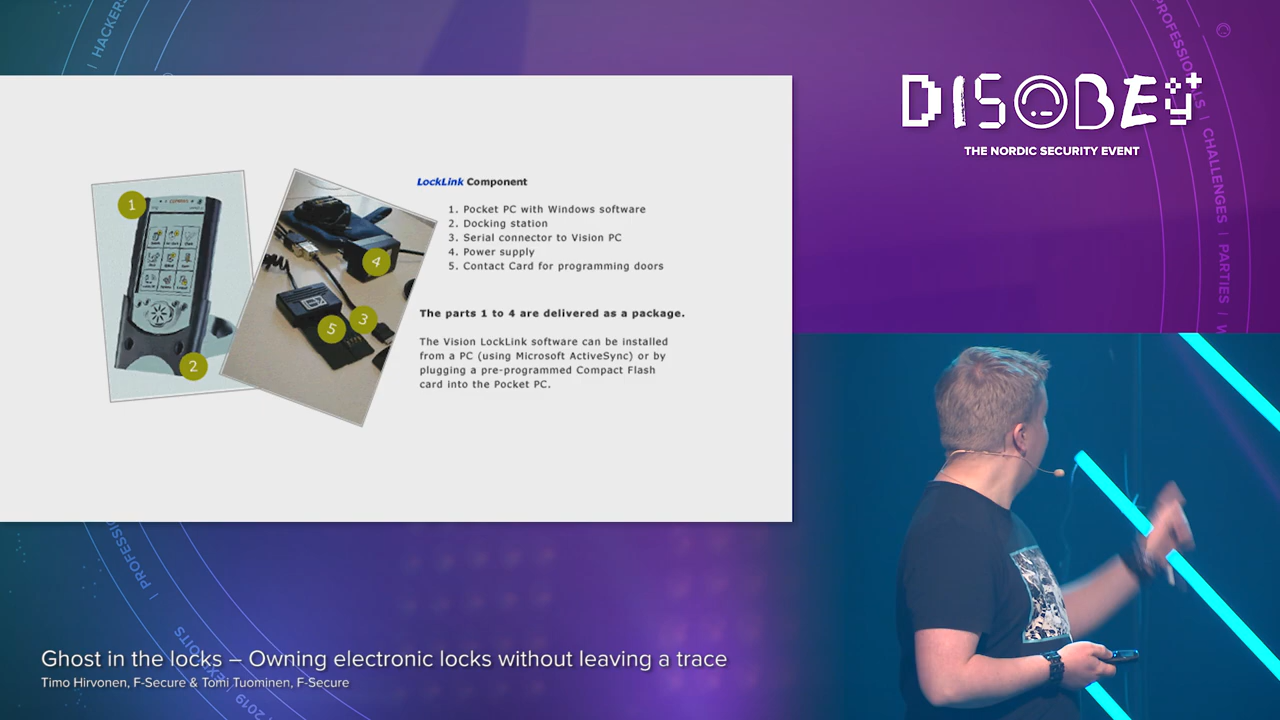 HACKERS
PROFESSIONALS | CHALLENGES | PARTIES |
DISOBEY
THE NORDIC SECURITY EVENT
LockLink Component
1. Pocket PC with Windows software
2. Docking station
3. Serial connector to Vision PC
4. Power supply
5. Contact Card for programming doors
The parts 1 to 4 are delivered as a package.
The Vision LockLink software can be installed
from a PC (using Microsoft ActiveSync) or by
plugging a pre-programmed Compact Flash
card into the Pocket PC.
1
2
4
3
5
Ghost in the locks – Owning electronic locks without leaving a trace
Timo Hirvonen, F-Secure & Tomi Tuominen, F-Secure
2019